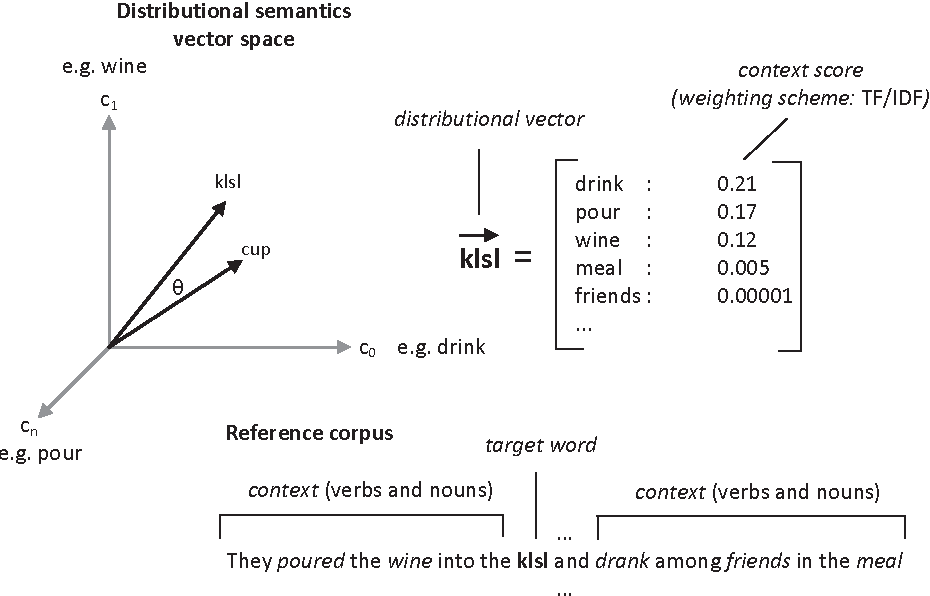 Distributional semantics
vector space
e.g. wine
c1
klsl
cup
θ
c0 e.g. drink
cn
e.g. pour
context score
(weighting scheme: TF/IDF)
distributional vector
klsl =
drink : 0.21
pour : 0.17
wine : 0.12
meal : 0.005
friends : 0.00001
...
Reference corpus
target word
context (verbs and nouns)
context (verbs and nouns)
...
They poured the wine into the klsl and drank among friends in the meal
...